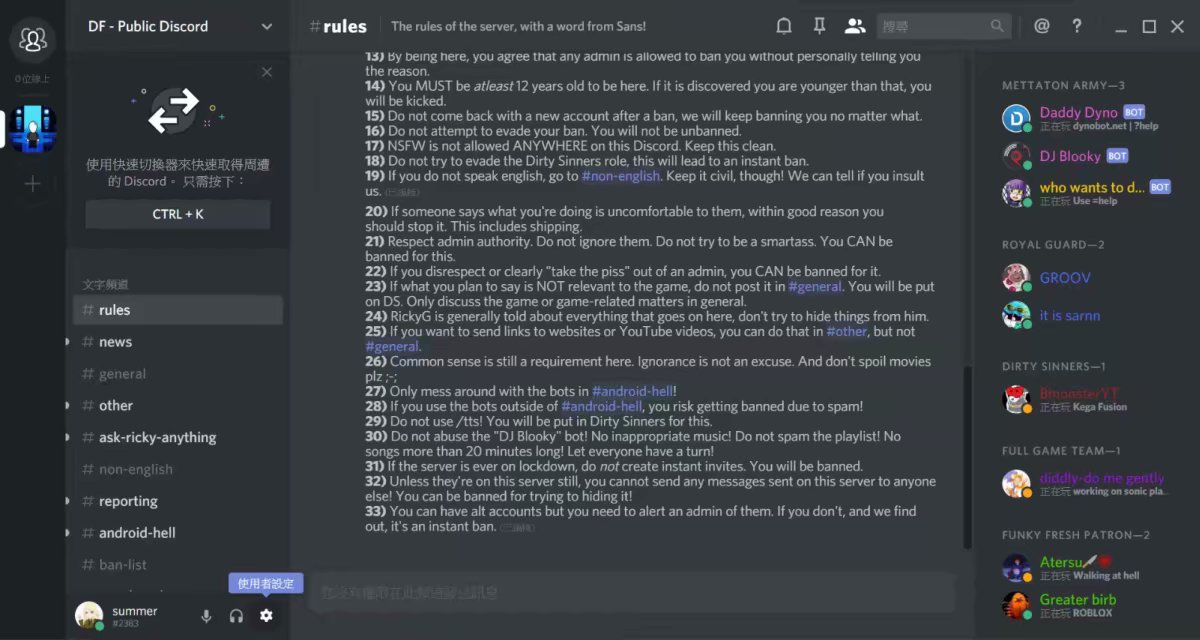 DF - Public Discord
#rules
The rules of the server, with a word from Sans!
搜尋
@
?
0 位線上
使用快速切換器來快速取得周遭
的 Discord。 只需按下：
CTRL + K
文字頻道
# rules
# news
# general
# other
# ask-ricky-anything
# non-english
# reporting
# android-hell
# ban-list
使用者設定
summer
#2383
13) By being here, you agree that any admin is allowed to ban you without personally telling you
the reason.
14) You MUST be atleast 12 years old to be here. If it is discovered you are younger than that, you
will be kicked.
15) Do not come back with a new account after a ban, we will keep banning you no matter what.
16) Do not attempt to evade your ban. You will not be unbanned.
17) NSFW is not allowed ANYWHERE on this Discord. Keep this clean.
18) Do not try to evade the Dirty Sinners role, this will lead to an instant ban.
19) If you do not speak english, go to #non-english. Keep it civil, though! We can tell if you insult
us. (已編輯)
20) If someone says what you're doing is uncomfortable to them, within good reason you
should stop it. This includes shipping.
21) Respect admin authority. Do not ignore them. Do not try to be a smartass. You CAN be
banned for this.
22) If you disrespect or clearly "take the piss" out of an admin, you CAN be banned for it.
23) If what you plan to say is NOT relevant to the game, do not post it in #general. You will be put
on DS. Only discuss the game or game-related matters in general.
24) RickyG is generally told about everything that goes on here, don't try to hide things from him.
25) If you want to send links to websites or YouTube videos, you can do that in #other, but not
#general.
26) Common sense is still a requirement here. Ignorance is not an excuse. And don't spoil movies
plz ;-;
27) Only mess around with the bots in #android-hell!
28) If you use the bots outside of #android-hell, you risk getting banned due to spam!
29) Do not use /tts! You will be put in Dirty Sinners for this.
30) Do not abuse the "DJ Blooky" bot! No inappropriate music! Do not spam the playlist! No
songs more than 20 minutes long! Let everyone have a turn!
31) If the server is ever on lockdown, do not create instant invites. You will be banned.
32) Unless they're on this server still, you cannot send any messages sent on this server to anyone
else! You can be banned for trying to hiding it!
33) You can have alt accounts but you need to alert an admin of them. If you don't, and we find
out, it's an instant ban. (已編輯)
您沒有權限在此頻道發送訊息
METTATON ARMY—3
Daddy Dyno BOT
正在玩 dynobot.net | ?help
DJ Blooky BOT
who wants to d... BOT
正在玩 Use =help
ROYAL GUARD—2
GROOV
it is sarnn
DIRTY SINNERS—1
BmonsterYT
正在玩 Kega Fusion
FULL GAME TEAM—1
diddly-do me gently
正在玩 working on sonic pla...
FUNKY FRESH PATRON—2
Atersu
正在玩 Walking at hell
Greater birb
正在玩 ROBLOX